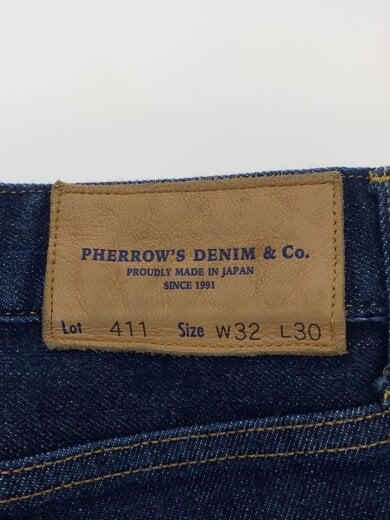 PHERROW'S DENIM & Co.
PROUDLY MADE IN JAPAN
SINCE 1991
Lot 411 Size W32 L30